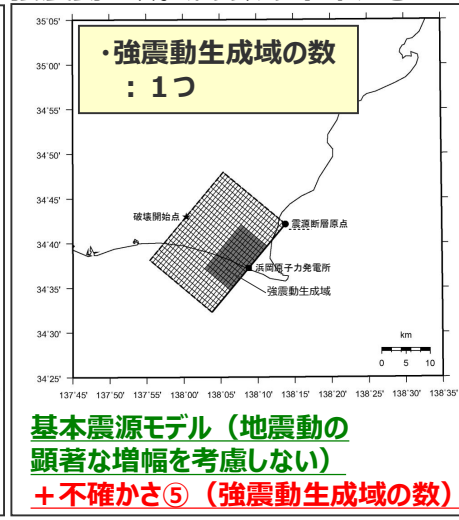 ・強震動生成域の数
：1つ
35˚05'
35˚00'
34˚55'
34˚50'
34˚45'
34˚40'
34˚35'
34˚30'
34˚25'
破壊開始点
震源断層原点
浜岡原子力発電所
強震動生成域
km
0 5 10
137˚45' 137˚50' 137˚55' 138˚00' 138˚05' 138˚10' 138˚15' 138˚20' 138˚25' 138˚30' 138˚35'
基本震源モデル（地震動の
顕著な増幅を考慮しない）
＋不確かさ⑤（強震動生成域の数）